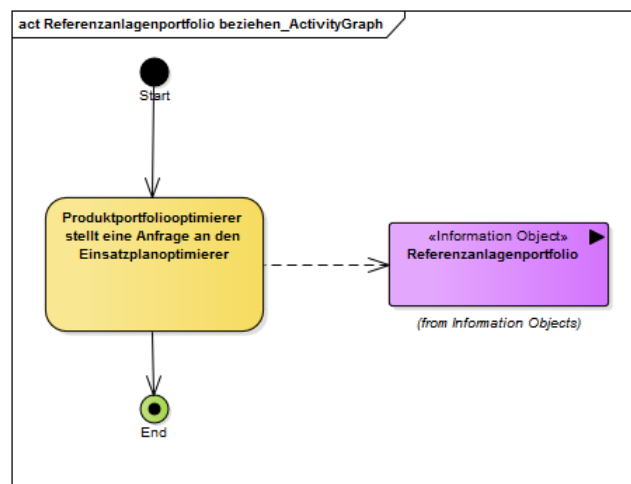 act Referenzanlagenportfolio beziehen_ActivityGraph
Start
Produktportfoliooptimierer
stellt eine Anfrage an den
Einsatzplanoptimierer
«Information Object»
Referenzanlagenportfolio
(from Information Objects)
End